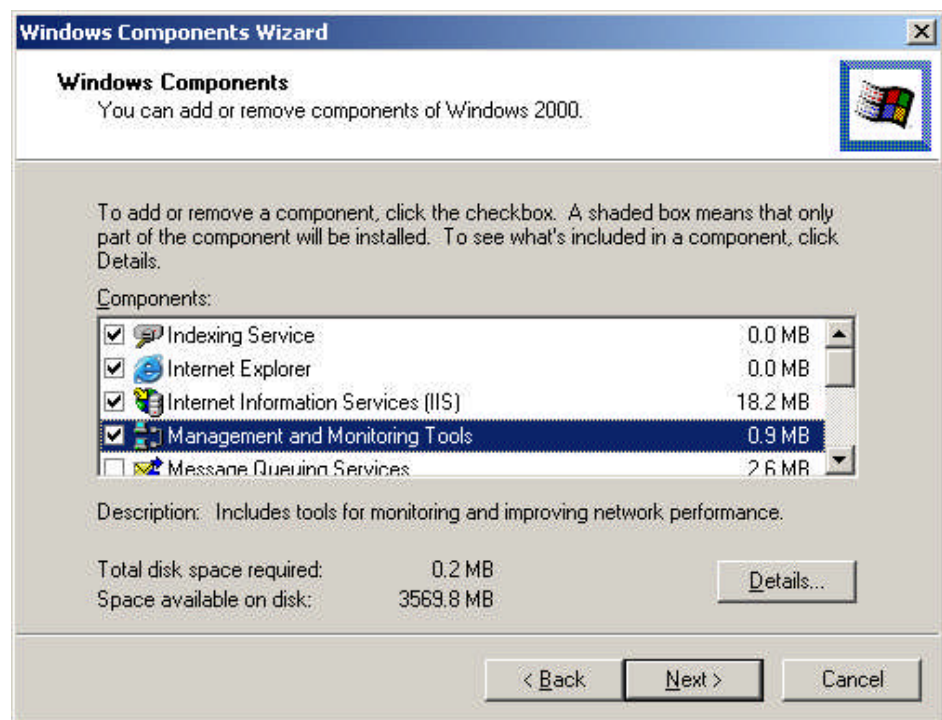 Windows Components Wizard
Windows Components
You can add or remove components of Windows 2000.
To add or remove a component, click the checkbox. A shaded box means that only
part of the component will be installed. To see what's included in a component, click
Details.
Components:
Indexing Service 0.0 MB
Internet Explorer 0.0 MB
Internet Information Services (IIS) 18.2 MB
Management and Monitoring Tools 0.9 MB
Message Queuing Services 2.6 MB
Description: Includes tools for monitoring and improving network performance.
Total disk space required: 0.2 MB
Space available on disk: 3569.8 MB
Details...
< Back Next > Cancel